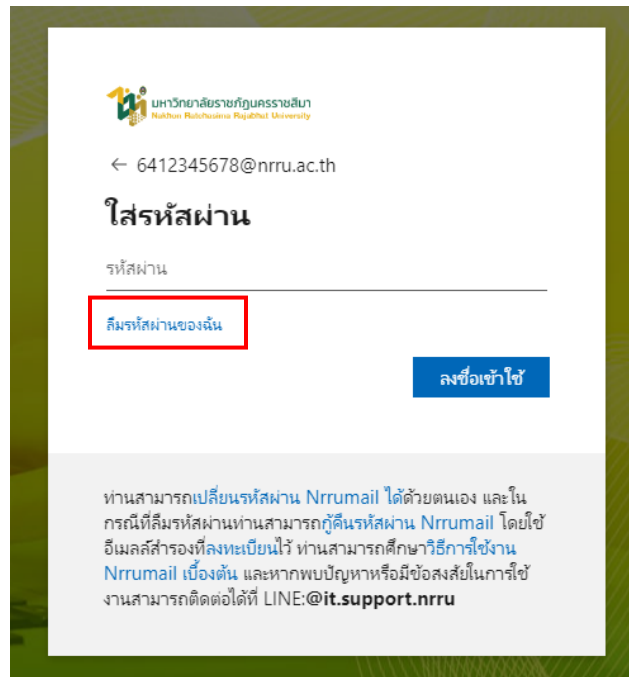 มหาวิทยาลัยราชภัฏนครราชสีมา
Nakhon Ratchasima Rajabhat University
← 6412345678@nrru.ac.th
ใส่รหัสผ่าน
รหัสผ่าน
ลืมรหัสผ่านของฉัน
ลงชื่อเข้าใช้
ท่านสามารถเปลี่ยนรหัสผ่าน Nrrumail ได้ด้วยตนเอง และใน
กรณีที่ลืมรหัสผ่านท่านสามารถกู้คืนรหัสผ่าน Nrrumail โดยใช้
อีเมลล์สำรองที่ลงทะเบียนไว้ ท่านสามารถศึกษาวิธีการใช้งาน
Nrrumail เบื้องต้น และหากพบปัญหาหรือมีข้อสงสัยในการใช้
งานสามารถติดต่อได้ที่ LINE:@it.support.nrru